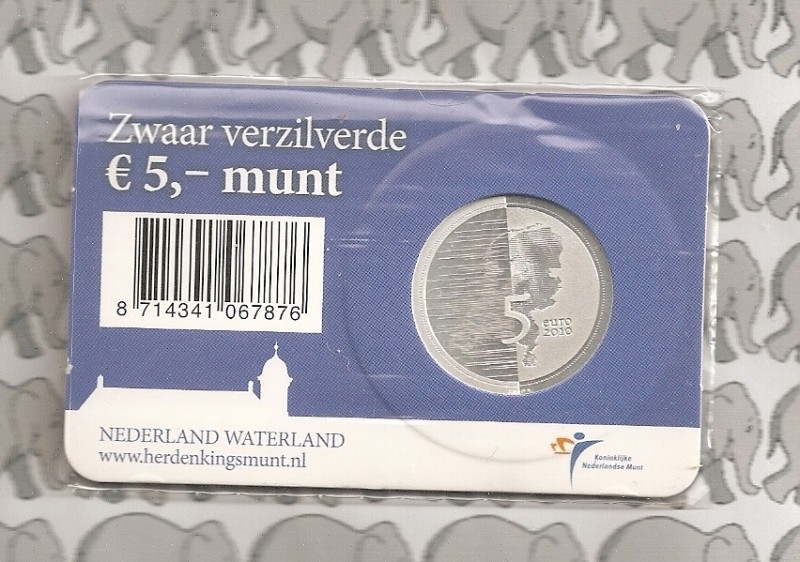 Zwaar verzilverde
€ 5,– munt
8 714341 067876
5
euro
2010
NEDERLAND WATERLAND
www.herdenkingsmunt.nl
Koninklijke
Nederlandse Munt